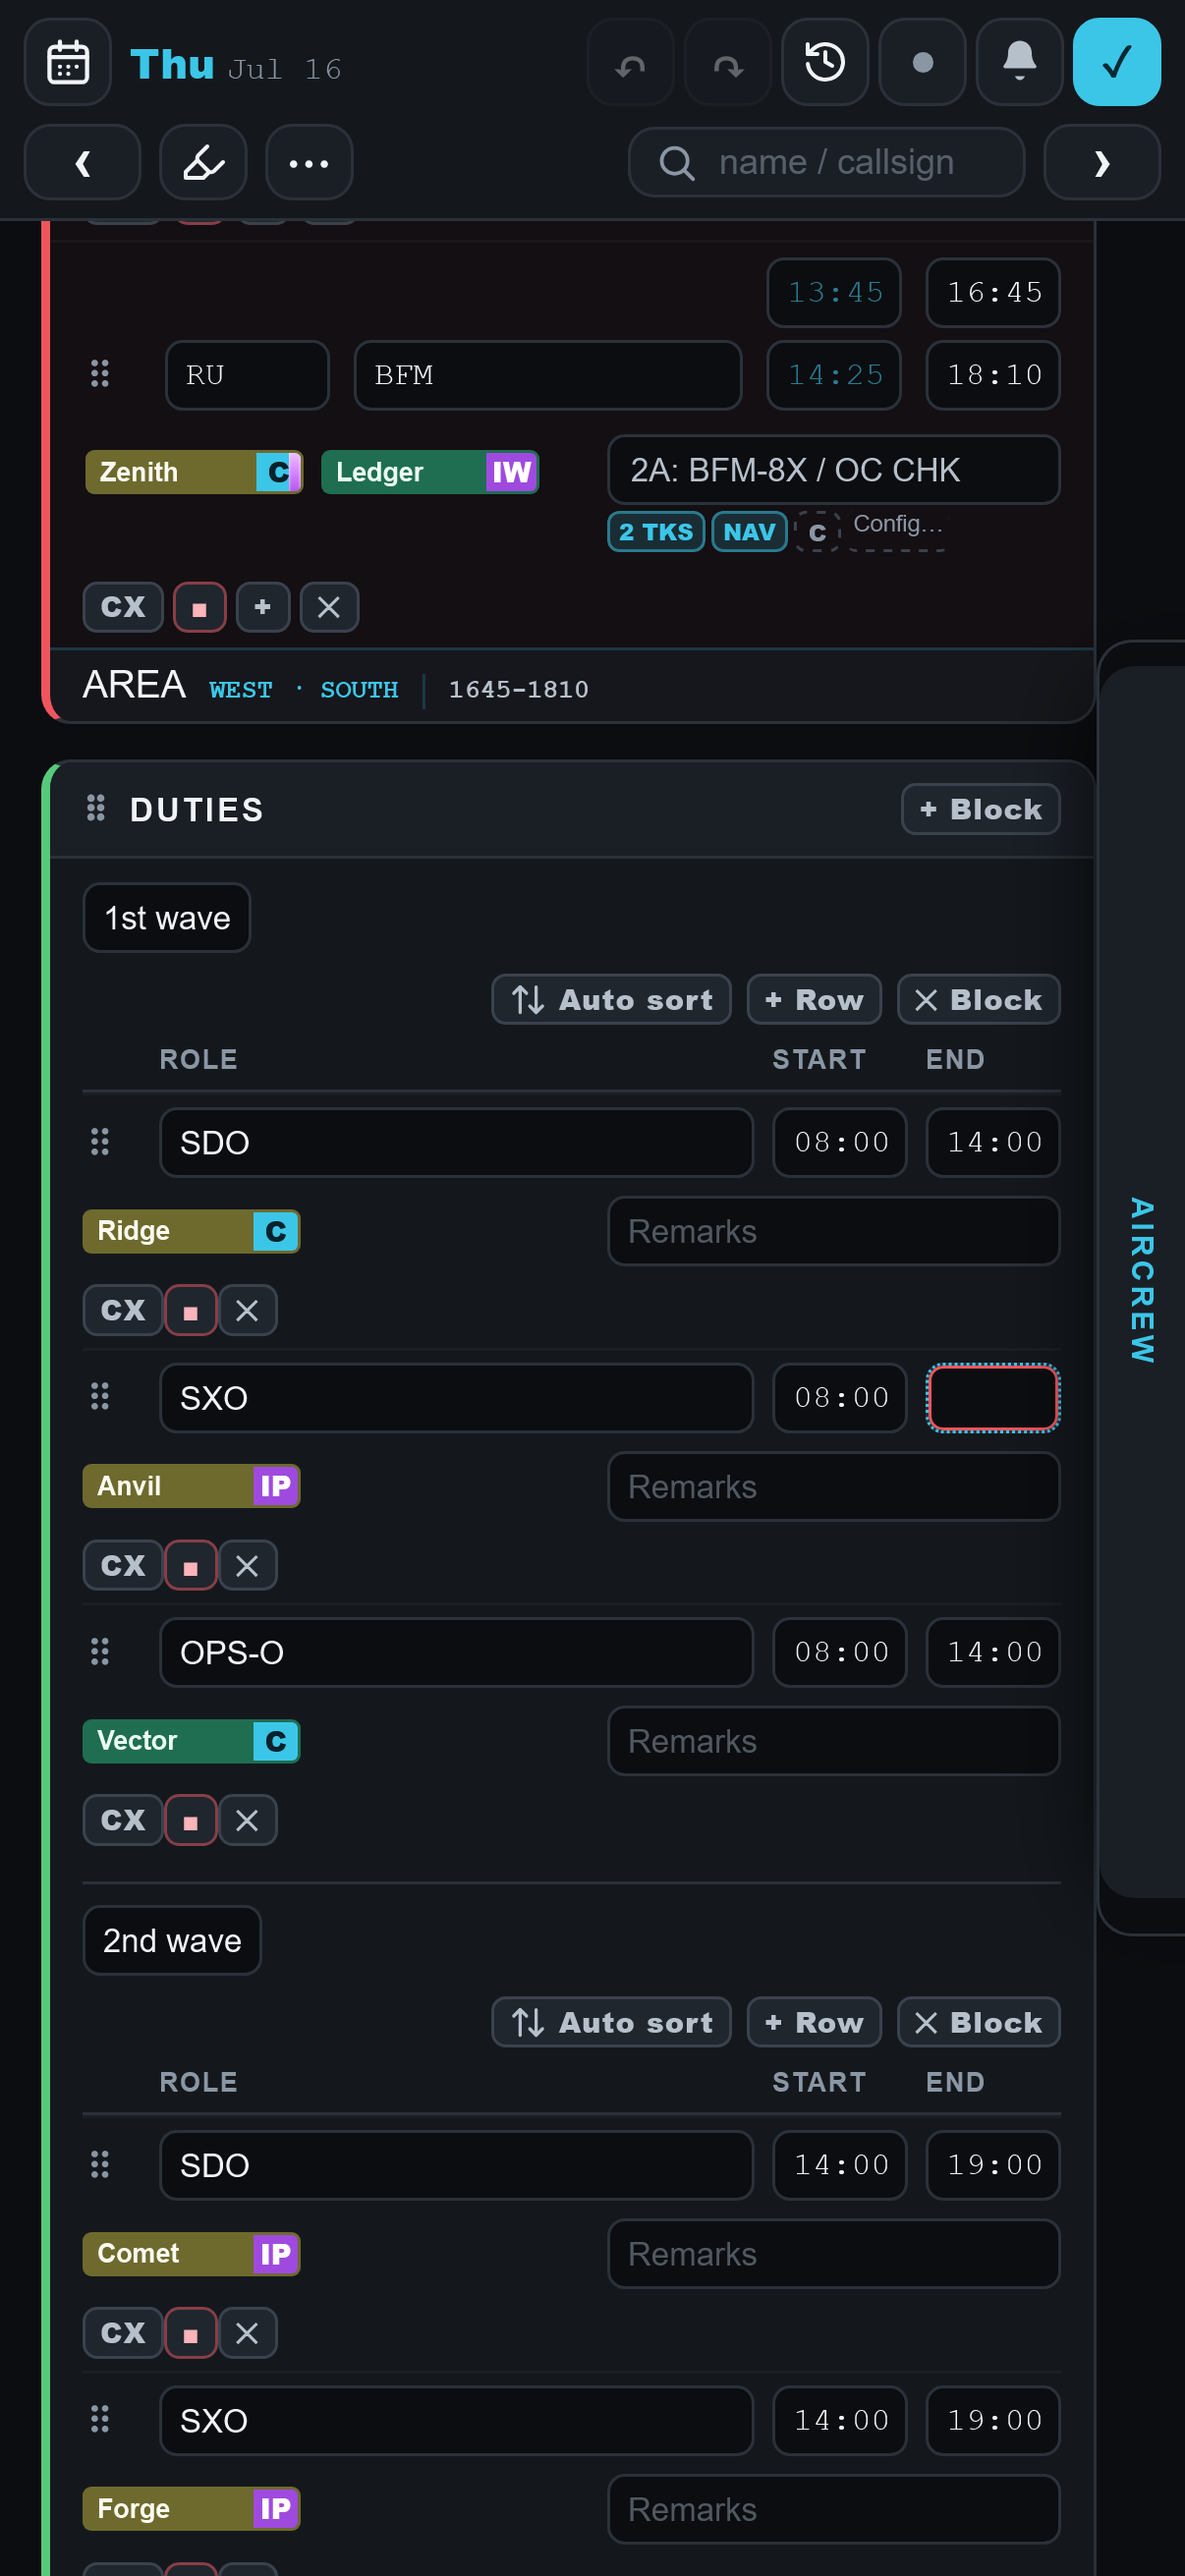 Thu Jul 16
name / callsign
13:45 16:45
RU BFM 14:25 18:10
Zenith C Ledger IW 2A: BFM-8X / OC CHK
2 TKS NAV C Config...
CX +
AREA WEST · SOUTH 1645-1810
DUTIES + Block
1st wave
Auto sort + Row Block
ROLE START END
SDO 08:00 14:00
Ridge C Remarks
CX
SXO 08:00
Anvil IP Remarks
CX
OPS-O 08:00 14:00
Vector C Remarks
CX
AIRCREW
2nd wave
Auto sort + Row Block
ROLE START END
SDO 14:00 19:00
Comet IP Remarks
CX
SXO 14:00 19:00
Forge IP Remarks